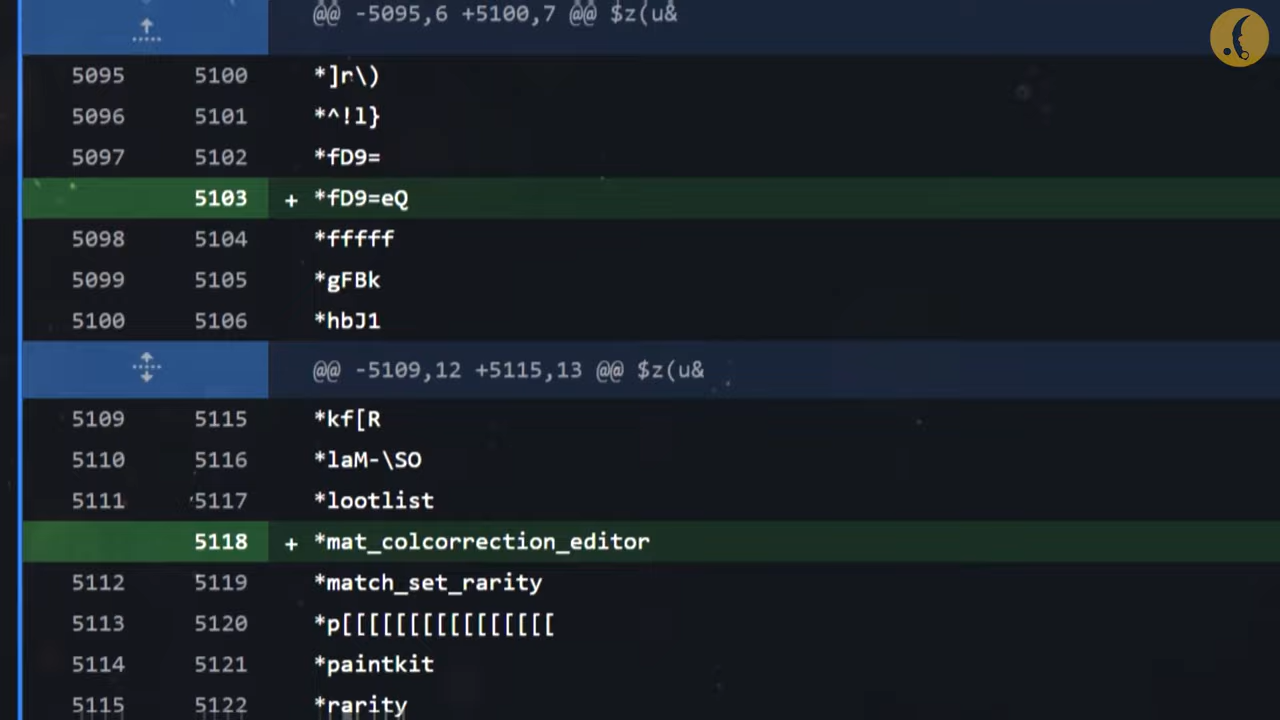 @@ -5095,6 +5100,7 @@ $z(u&
5095 5100 *]r\)
5096 5101 *^!l}
5097 5102 *fD9=
5103 + *fD9=eQ
5098 5104 *fffff
5099 5105 *gFBk
5100 5106 *hbJ1
@@ -5109,12 +5115,13 @@ $z(u&
5109 5115 *kf[R
5110 5116 *laM-\SO
5111 5117 *lootlist
5118 + *mat_colcorrection_editor
5112 5119 *match_set_rarity
5113 5120 *p[[[[[[[[[[[[[[[[
5114 5121 *paintkit
5115 5122 *rarity